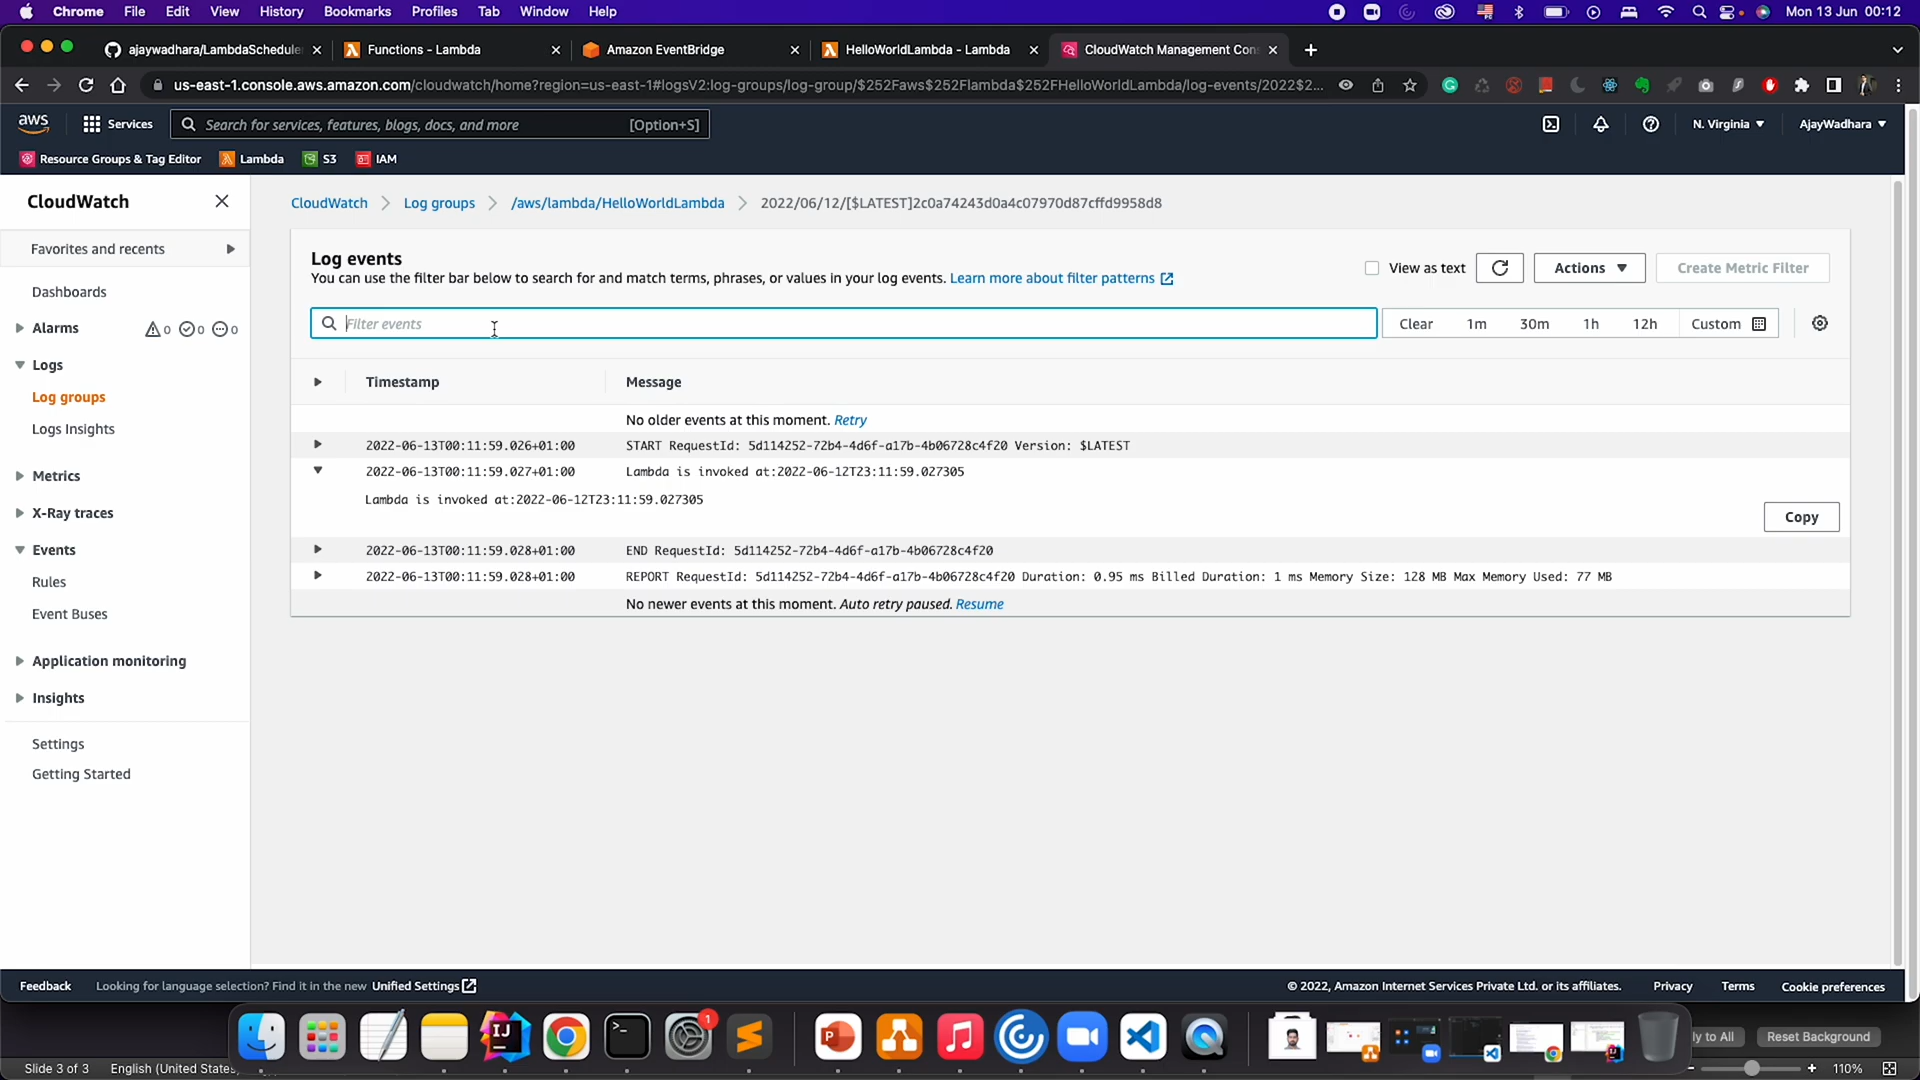 Chrome File Edit View History Bookmarks Profiles Tab Window Help Mon 13 Jun 00:12
ajaywadhara/LambdaSchedule Functions - Lambda Amazon EventBridge HelloWorldLambda - Lambda CloudWatch Management Con
us-east-1.console.aws.amazon.com/cloudwatch/home?region=us-east-1#logsV2:log-groups/log-group/$252Faws$252Flambda$252FHelloWorldLambda/log-events/2022$2...
aws Services Search for services, features, blogs, docs, and more [Option+S] N. Virginia AjayWadhara
Resource Groups & Tag Editor Lambda S3 IAM
CloudWatch
Favorites and recents
Dashboards
Alarms 0 0 0
Logs
Log groups
Logs Insights
Metrics
X-Ray traces
Events
Rules
Event Buses
Application monitoring
Insights
Settings
Getting Started
CloudWatch Log groups /aws/lambda/HelloWorldLambda 2022/06/12/[$LATEST]2c0a74243d0a4c07970d87cffd9958d8
Log events
You can use the filter bar below to search for and match terms, phrases, or values in your log events. Learn more about filter patterns
View as text Actions Create Metric Filter
Filter events Clear 1m 30m 1h 12h Custom
Timestamp Message
No older events at this moment. Retry
2022-06-13T00:11:59.026+01:00 START RequestId: 5d114252-72b4-4d6f-a17b-4b06728c4f20 Version: $LATEST
2022-06-13T00:11:59.027+01:00 Lambda is invoked at:2022-06-12T23:11:59.027305
Lambda is invoked at:2022-06-12T23:11:59.027305
Copy
2022-06-13T00:11:59.028+01:00 END RequestId: 5d114252-72b4-4d6f-a17b-4b06728c4f20
2022-06-13T00:11:59.028+01:00 REPORT RequestId: 5d114252-72b4-4d6f-a17b-4b06728c4f20 Duration: 0.95 ms Billed Duration: 1 ms Memory Size: 128 MB Max Memory Used: 77 MB
No newer events at this moment. Auto retry paused. Resume
Feedback Looking for language selection? Find it in the new Unified Settings © 2022, Amazon Internet Services Private Ltd. or its affiliates. Privacy Terms Cookie preferences
1
ly to All Reset Background
Slide 3 of 3 English (United States) 110%